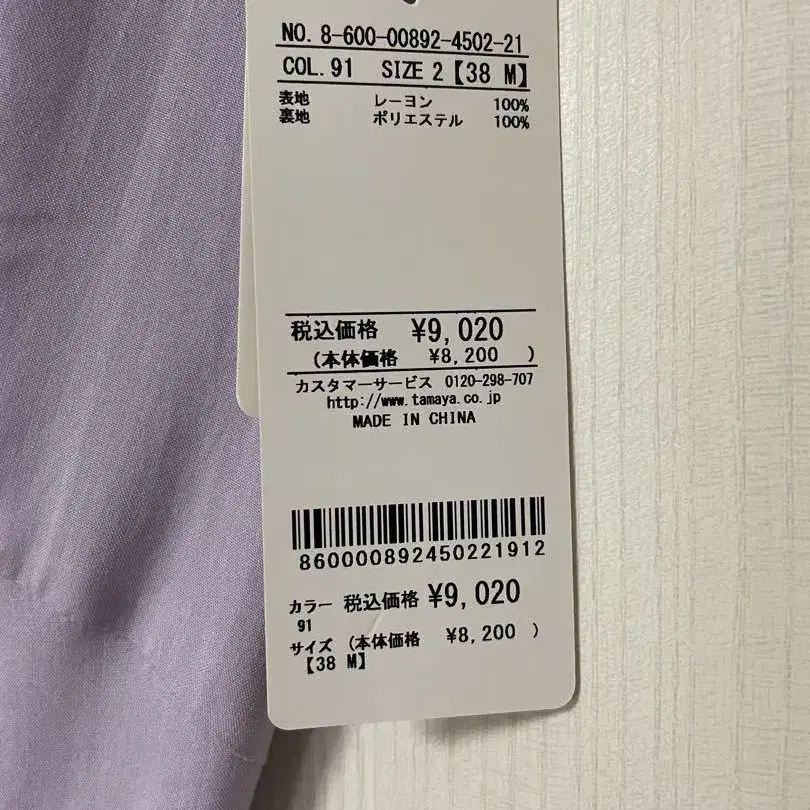 NO. 8-600-00892-4502-21
COL. 91 SIZE 2【38 M】
表地 レーヨン 100%
裏地 ポリエステル 100%
税込価格 ¥9,020
(本体価格 ¥8,200 )
カスタマーサービス 0120-298-707
http://www.tamaya.co.jp
MADE IN CHINA
860000892450221912
カラー 税込価格 ¥9,020
91
サイズ (本体価格 ¥8,200 )
【38 M】